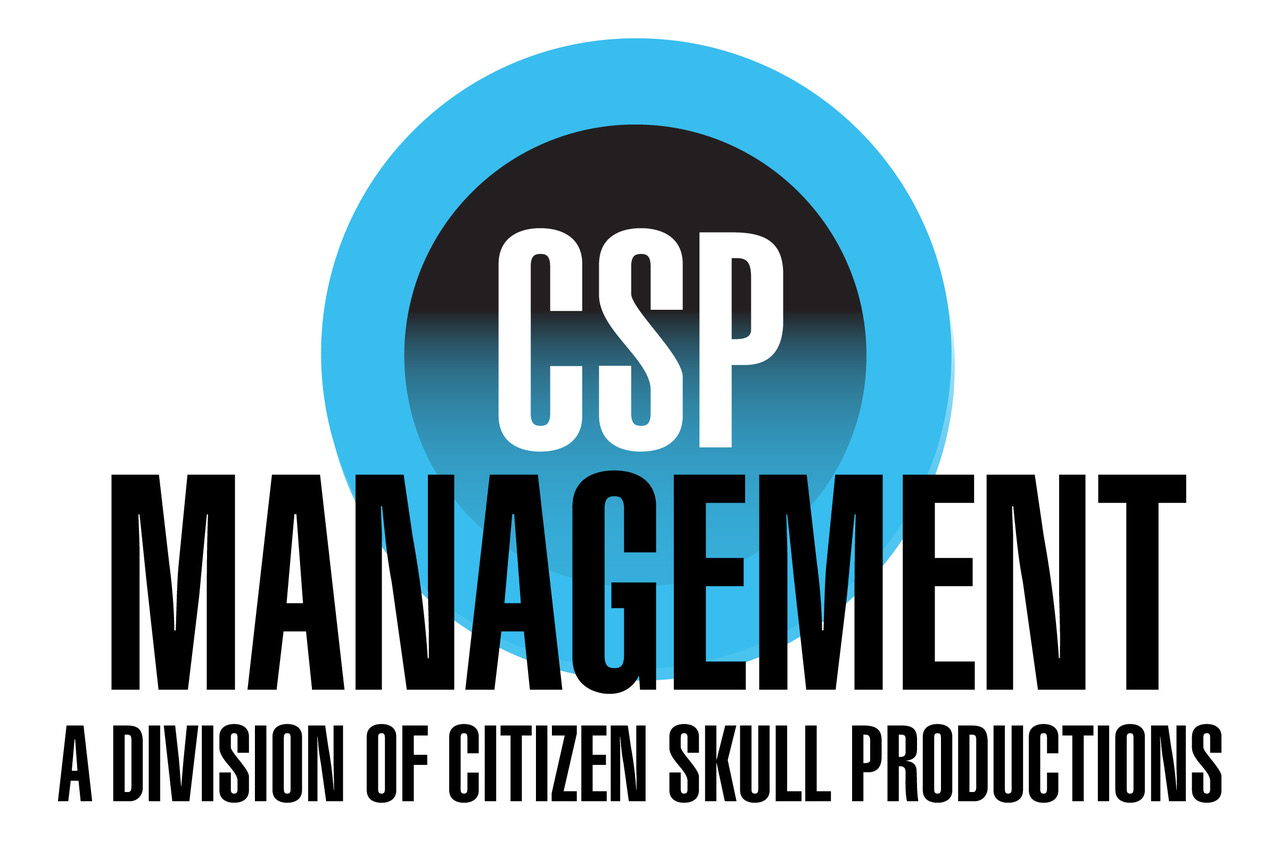 CSP
MANAGEMENT
A DIVISION OF CITIZEN SKULL PRODUCTIONS